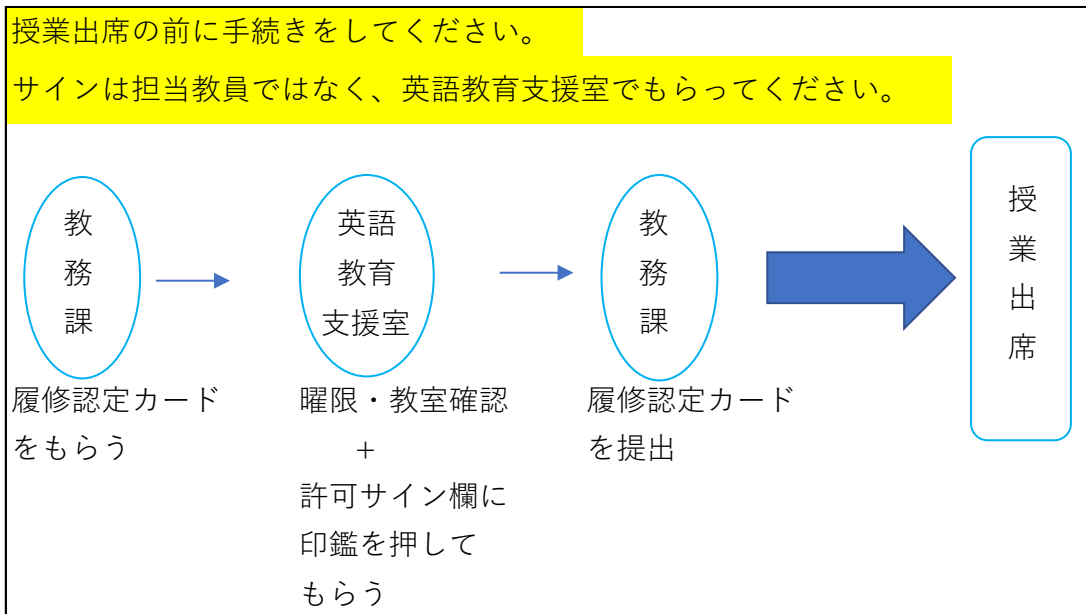 授業出席の前に手続きをしてください。
サインは担当教員ではなく、英語教育支援室でもらってください。
教
務
課
履修認定カード
をもらう
英語
教育
支援室
曜限・教室確認
+
許可サイン欄に
印鑑を押して
もらう
教
務
課
履修認定カード
を提出
授
業
出
席